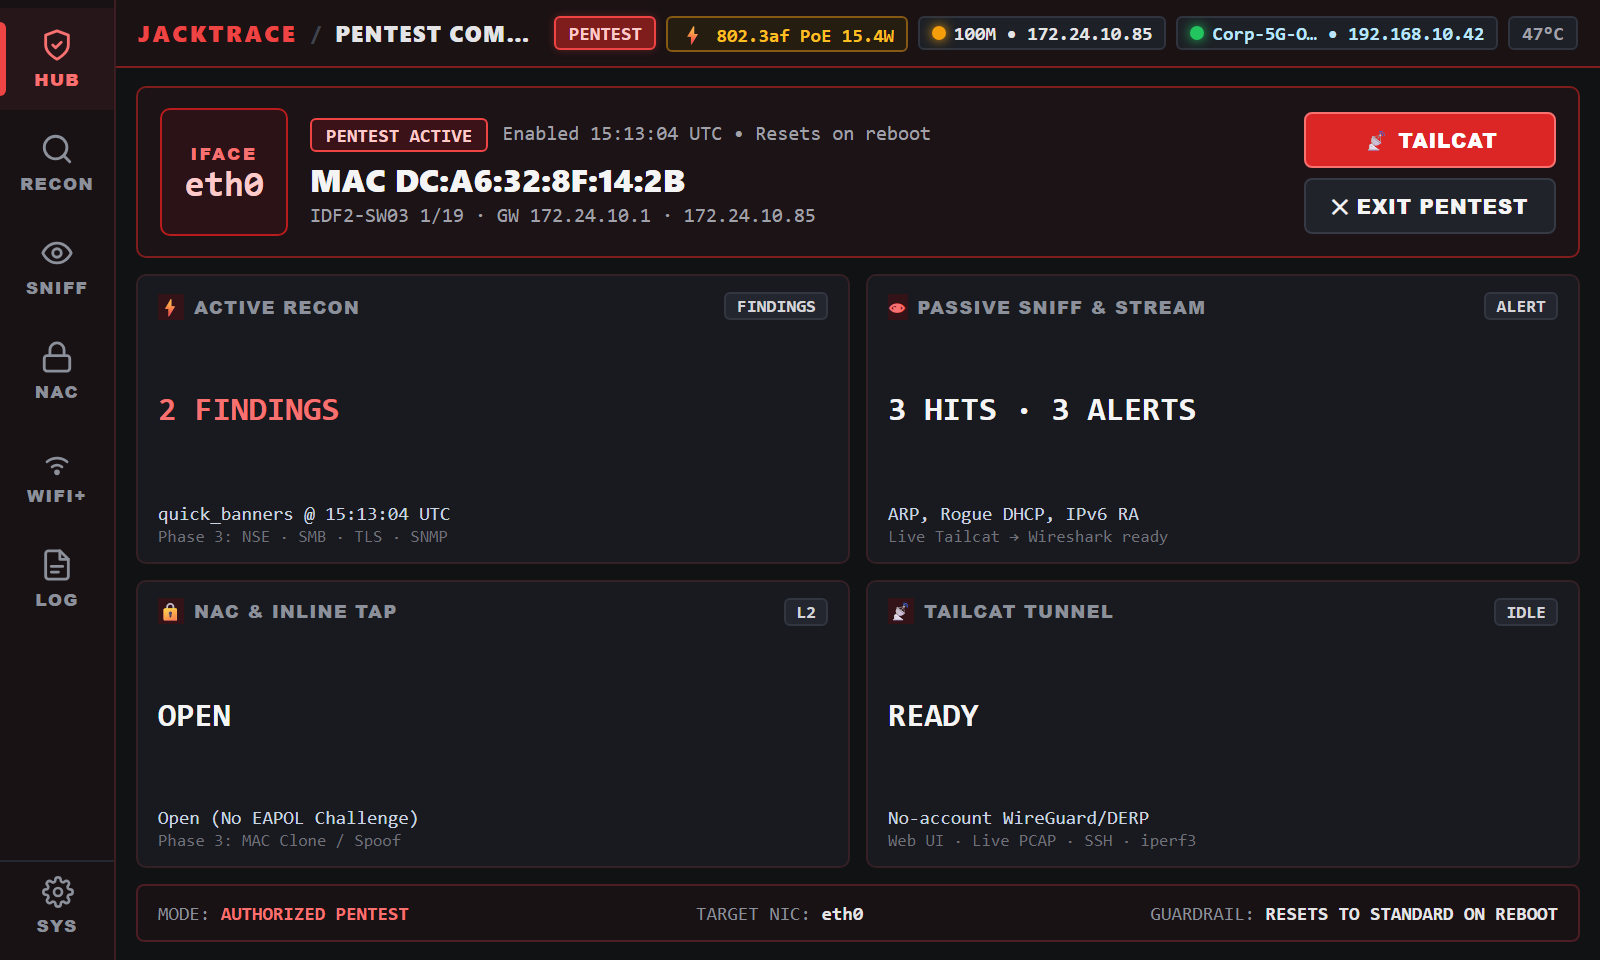 HUB
RECON
SNIFF
NAC
WIFI+
LOG
SYS
JACKTRACE / PENTEST COM…
PENTEST
802.3af PoE 15.4W
100M • 172.24.10.85
Corp-5G-O… • 192.168.10.42
47°C
IFACE
eth0
PENTEST ACTIVE
Enabled 15:13:04 UTC • Resets on reboot
MAC DC:A6:32:8F:14:2B
IDF2-SW03 1/19 · GW 172.24.10.1 · 172.24.10.85
TAILCAT
✕ EXIT PENTEST
ACTIVE RECON
FINDINGS
2 FINDINGS
quick_banners @ 15:13:04 UTC
Phase 3: NSE · SMB · TLS · SNMP
PASSIVE SNIFF & STREAM
ALERT
3 HITS · 3 ALERTS
ARP, Rogue DHCP, IPv6 RA
Live Tailcat → Wireshark ready
NAC & INLINE TAP
L2
OPEN
Open (No EAPOL Challenge)
Phase 3: MAC Clone / Spoof
TAILCAT TUNNEL
IDLE
READY
No-account WireGuard/DERP
Web UI · Live PCAP · SSH · iperf3
MODE: AUTHORIZED PENTEST
TARGET NIC: eth0
GUARDRAIL: RESETS TO STANDARD ON REBOOT